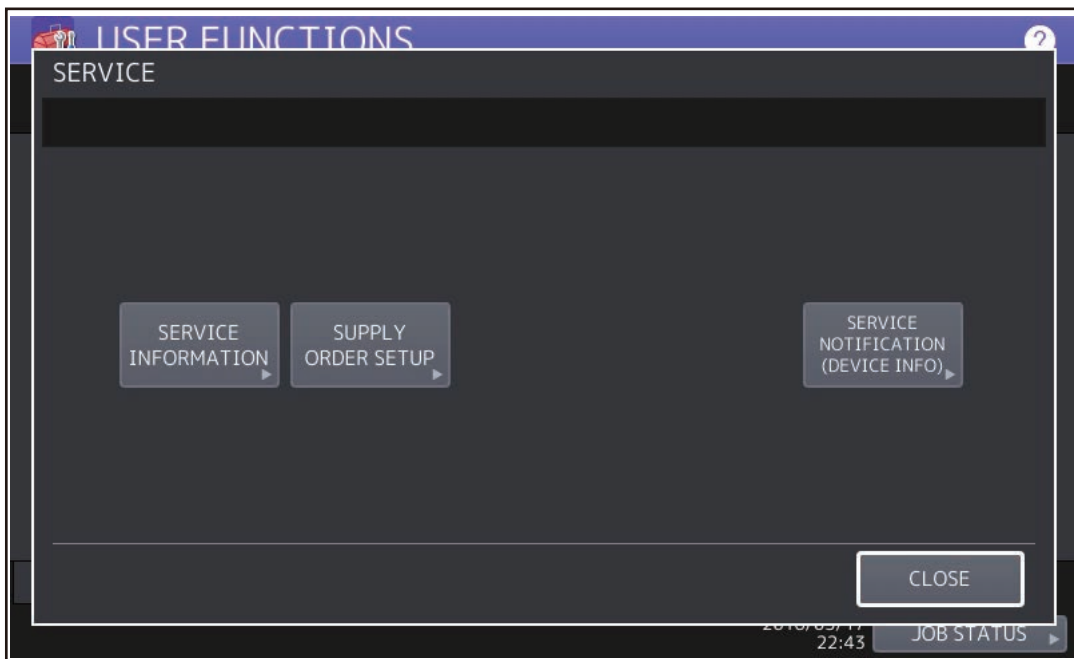 USER FUNCTIONS
?
SERVICE
SERVICE
INFORMATION
SUPPLY
ORDER SETUP
SERVICE
NOTIFICATION
(DEVICE INFO)
CLOSE
22:43
JOB STATUS